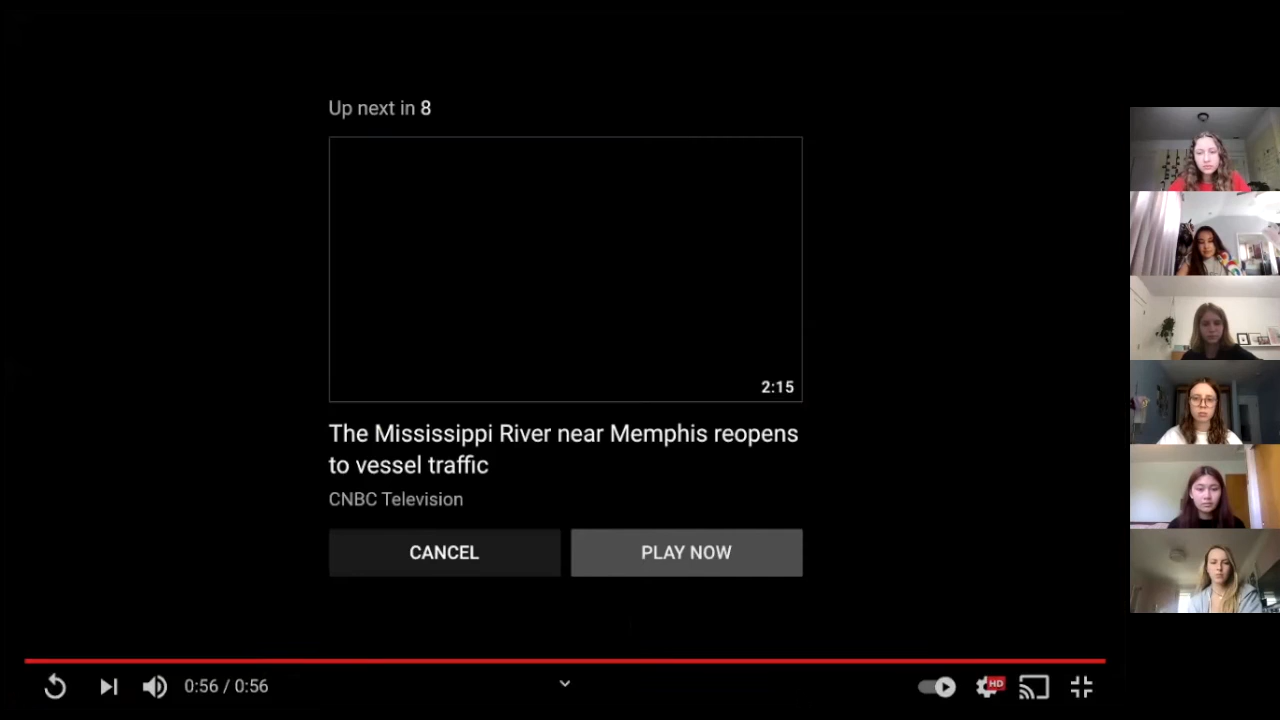 Up next in 8
2:15
The Mississippi River near Memphis reopens
to vessel traffic
CNBC Television
CANCEL
PLAY NOW
0:56 / 0:56
HD